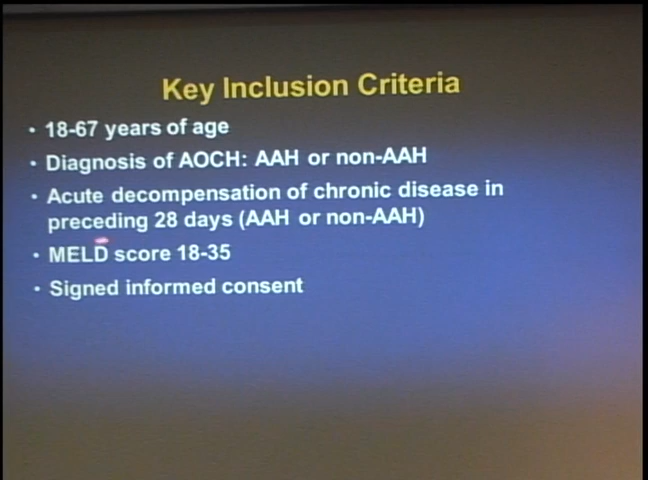 Key Inclusion Criteria
• 18-67 years of age
• Diagnosis of AOCH: AAH or non-AAH
• Acute decompensation of chronic disease in
preceding 28 days (AAH or non-AAH)
• MELD score 18-35
• Signed informed consent